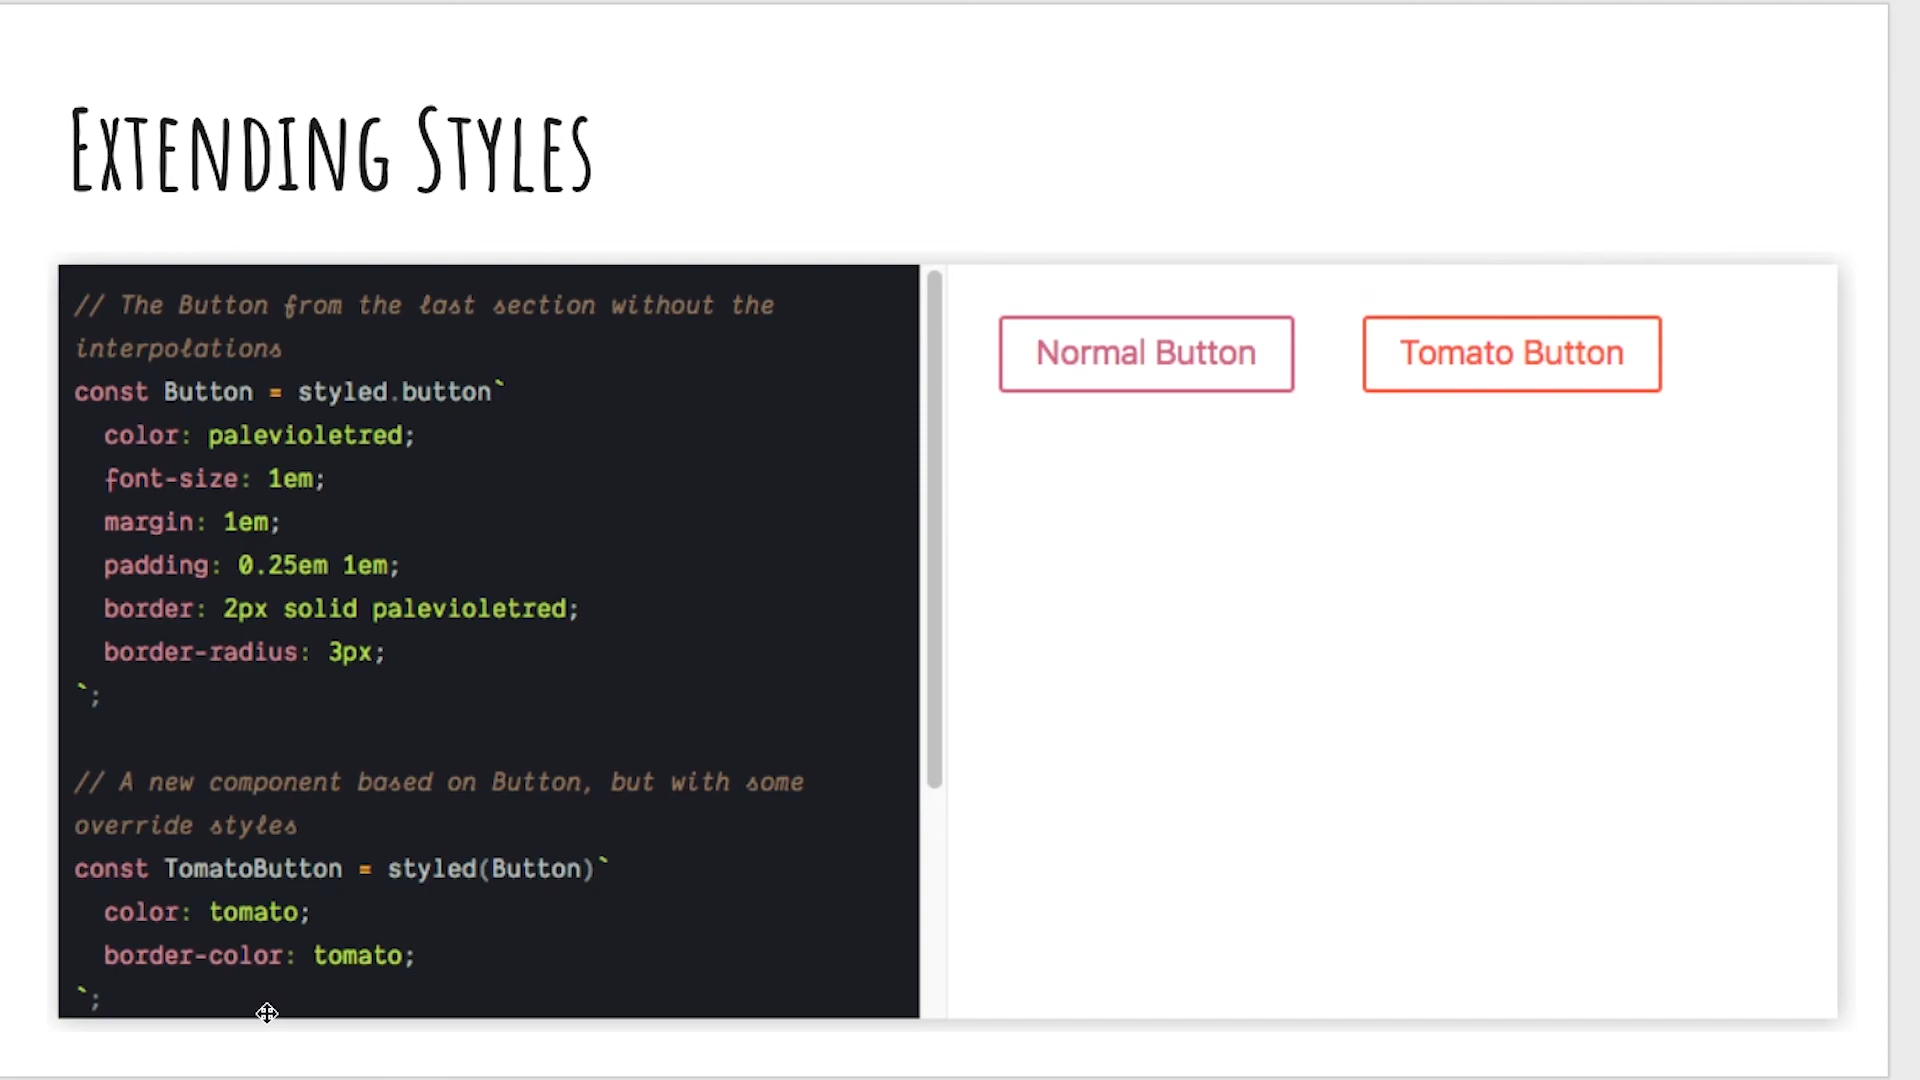 Extending Styles
// The Button from the last section without the
interpolations
const Button = styled.button`
  color: palevioletred;
  font-size: 1em;
  margin: 1em;
  padding: 0.25em 1em;
  border: 2px solid palevioletred;
  border-radius: 3px;
`;
// A new component based on Button, but with some
override styles
const TomatoButton = styled(Button)`
  color: tomato;
  border-color: tomato;
`;
Normal Button
Tomato Button